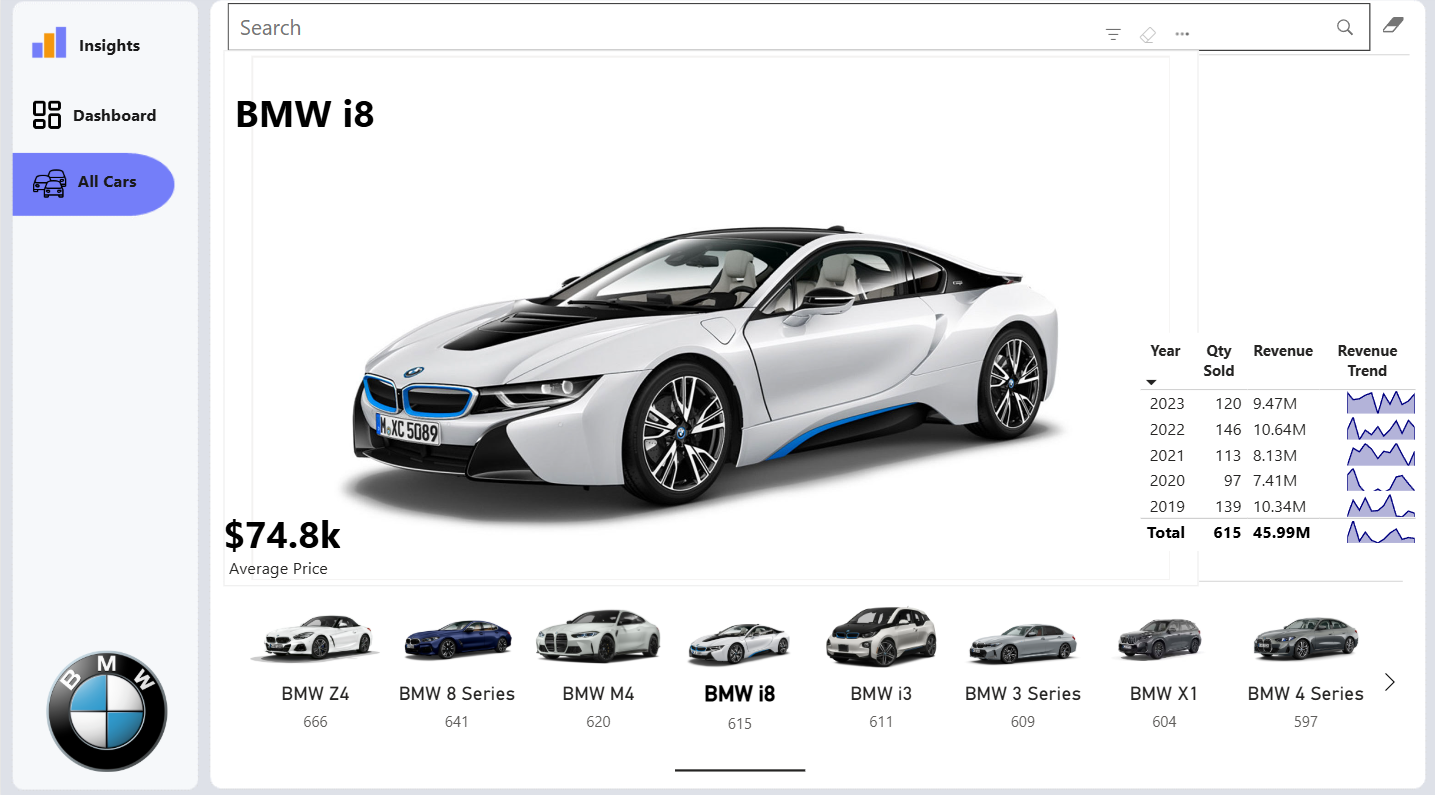 Insights
Dashboard
All Cars
B M W
Search
BMW i8
M XC 5089
$74.8k
Average Price
Year Qty Sold Revenue Revenue Trend
2023 120 9.47M
2022 146 10.64M
2021 113 8.13M
2020 97 7.41M
2019 139 10.34M
Total 615 45.99M
BMW Z4 BMW 8 Series BMW M4 BMW i8 BMW i3 BMW 3 Series BMW X1 BMW 4 Series
666 641 620 615 611 609 604 597